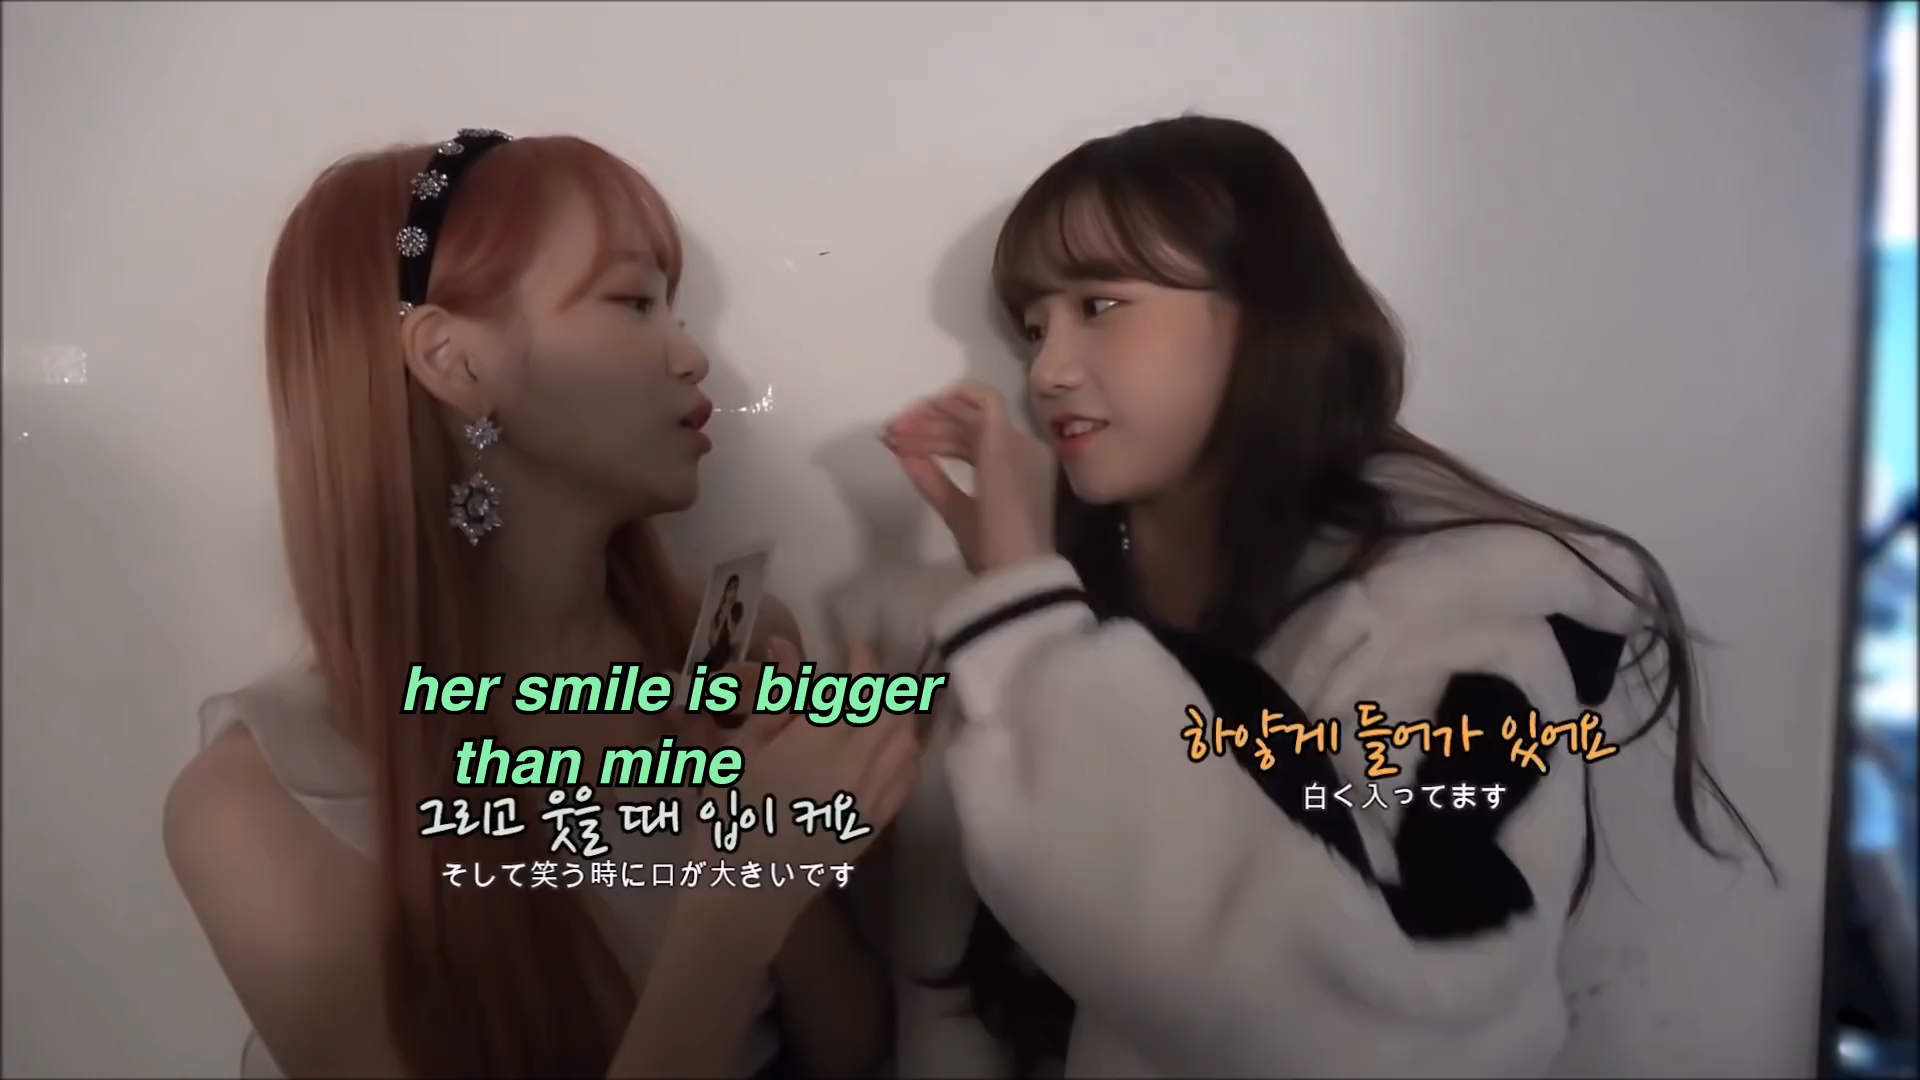 her smile is bigger
than mine
그리고 웃을 때 입이 커요
そして笑う時に口が大きいです
하얗게 들어가 있어요
白く入ってます